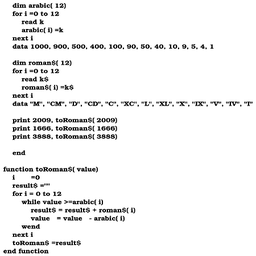 dim arabic( 12)
for i =0 to 12
read k
arabic( i) =k
next i
data 1000, 900, 500, 400, 100, 90, 50, 40, 10, 9, 5, 4, 1
dim roman$( 12)
for i =0 to 12
read k$
roman$( i) =k$
next i
data "M", "CM", "D", "CD", "C", "XC", "L", "XL", "X", "IX", "V", "IV", "I"
print 2009, toRoman$( 2009)
print 1666, toRoman$( 1666)
print 3888, toRoman$( 3888)
end
function toRoman$( value)
i =0
result$ =""
for i = 0 to 12
while value >=arabic( i)
result$ = result$ + roman$( i)
value = value - arabic( i)
wend
next i
toRoman$ =result$
end function